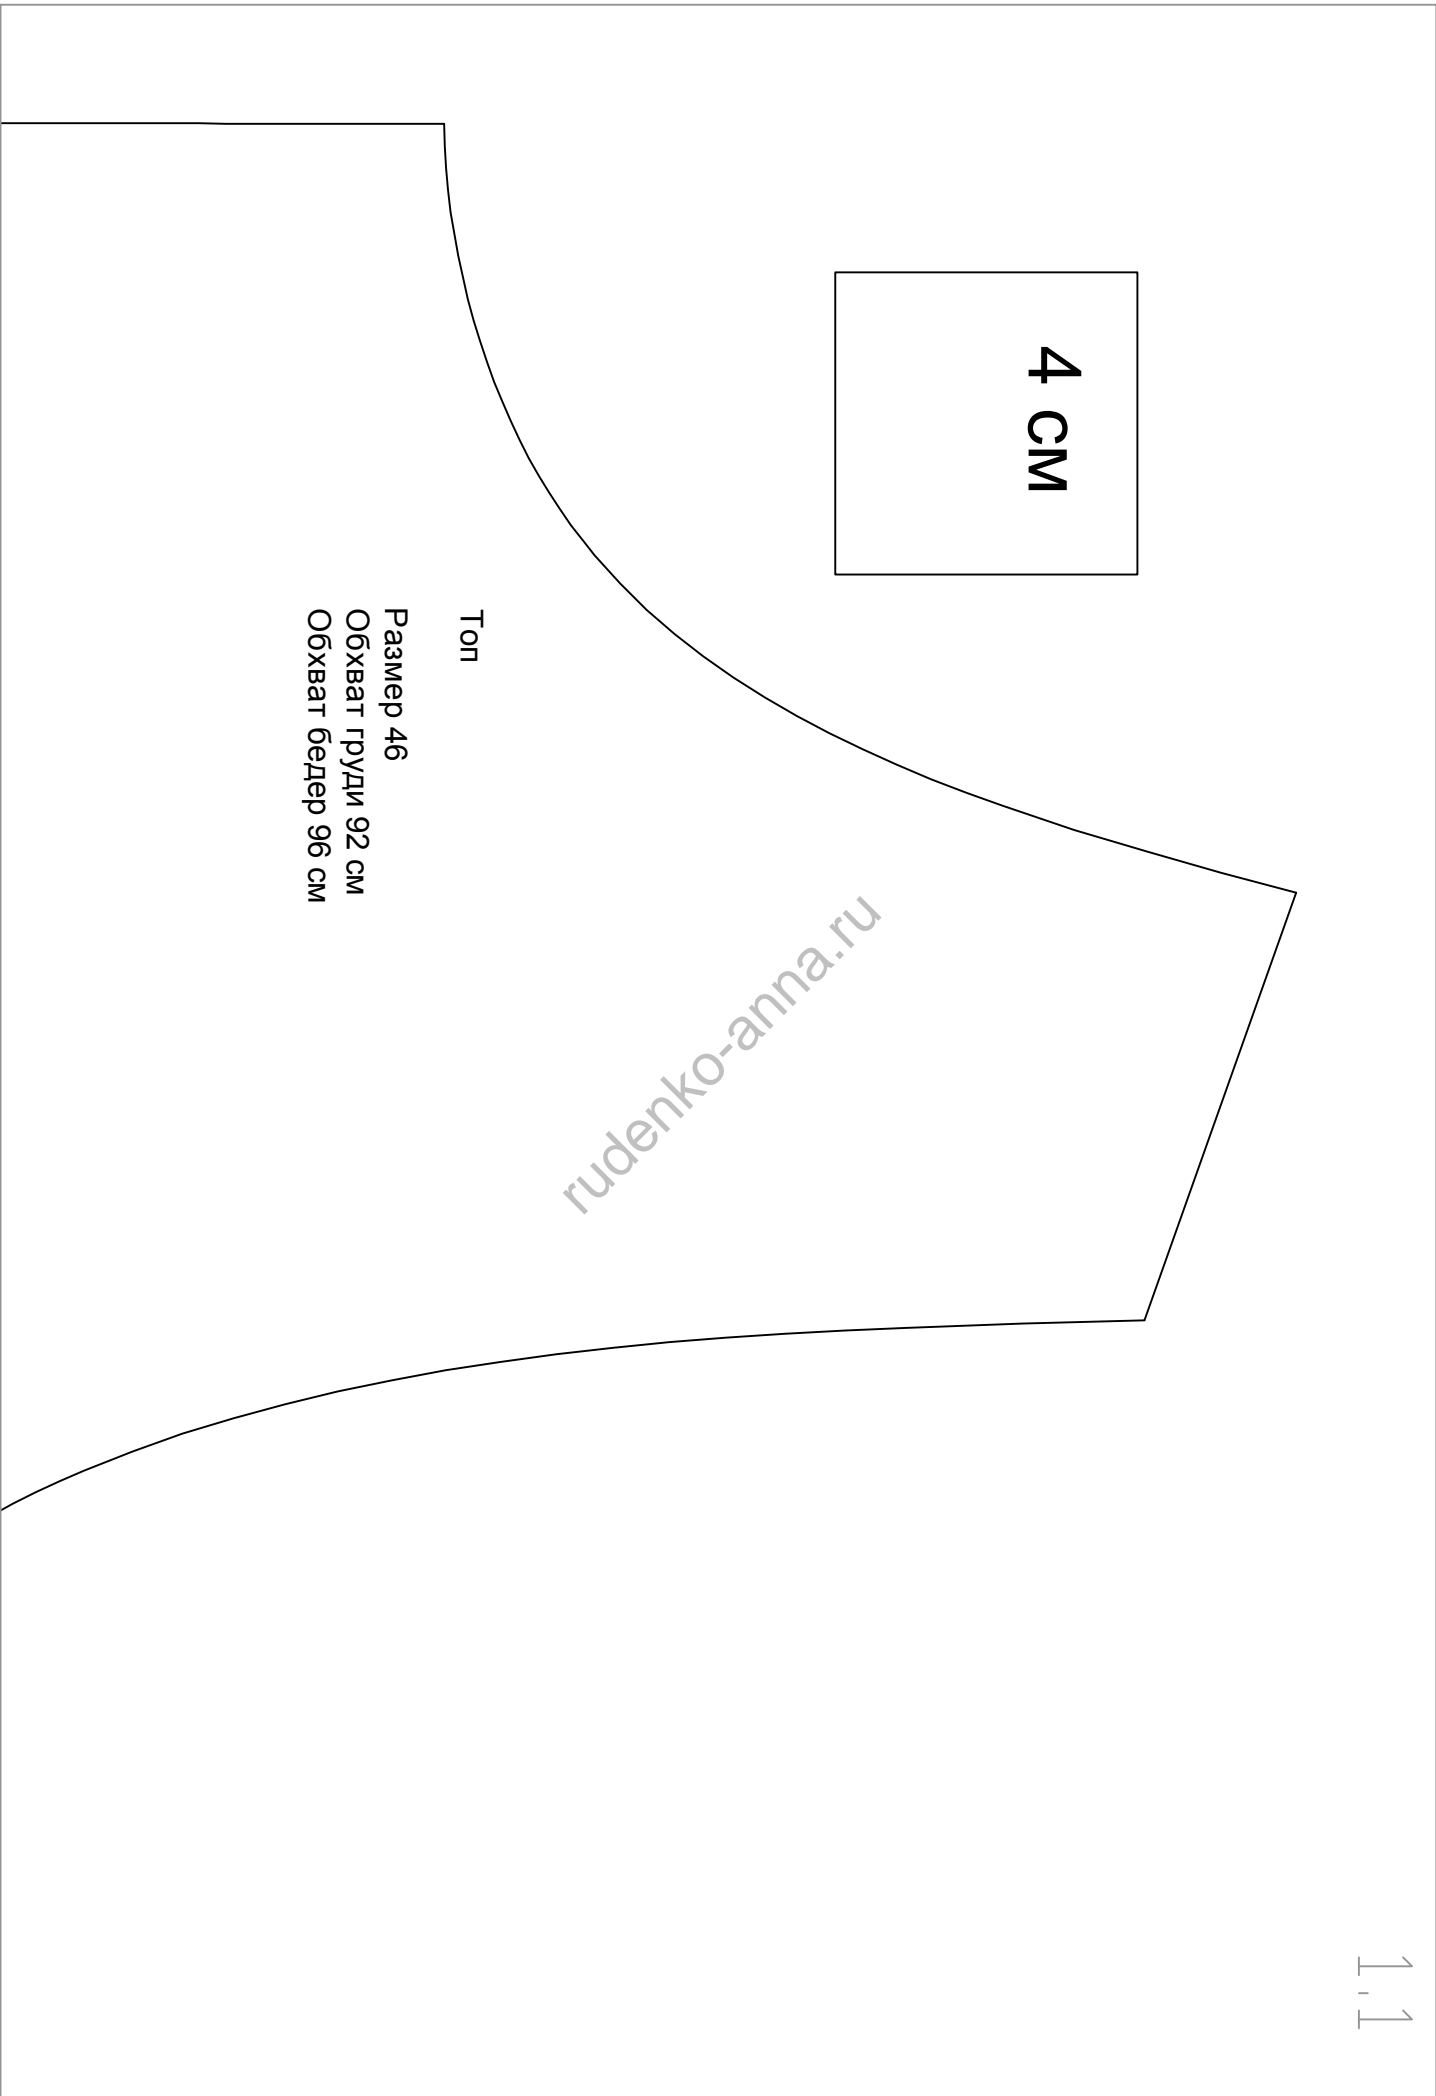 4 см
Топ
Размер 46
Обхват груди 92 см
Обхват бедер 96 см
rudenko-anna.ru
1-1